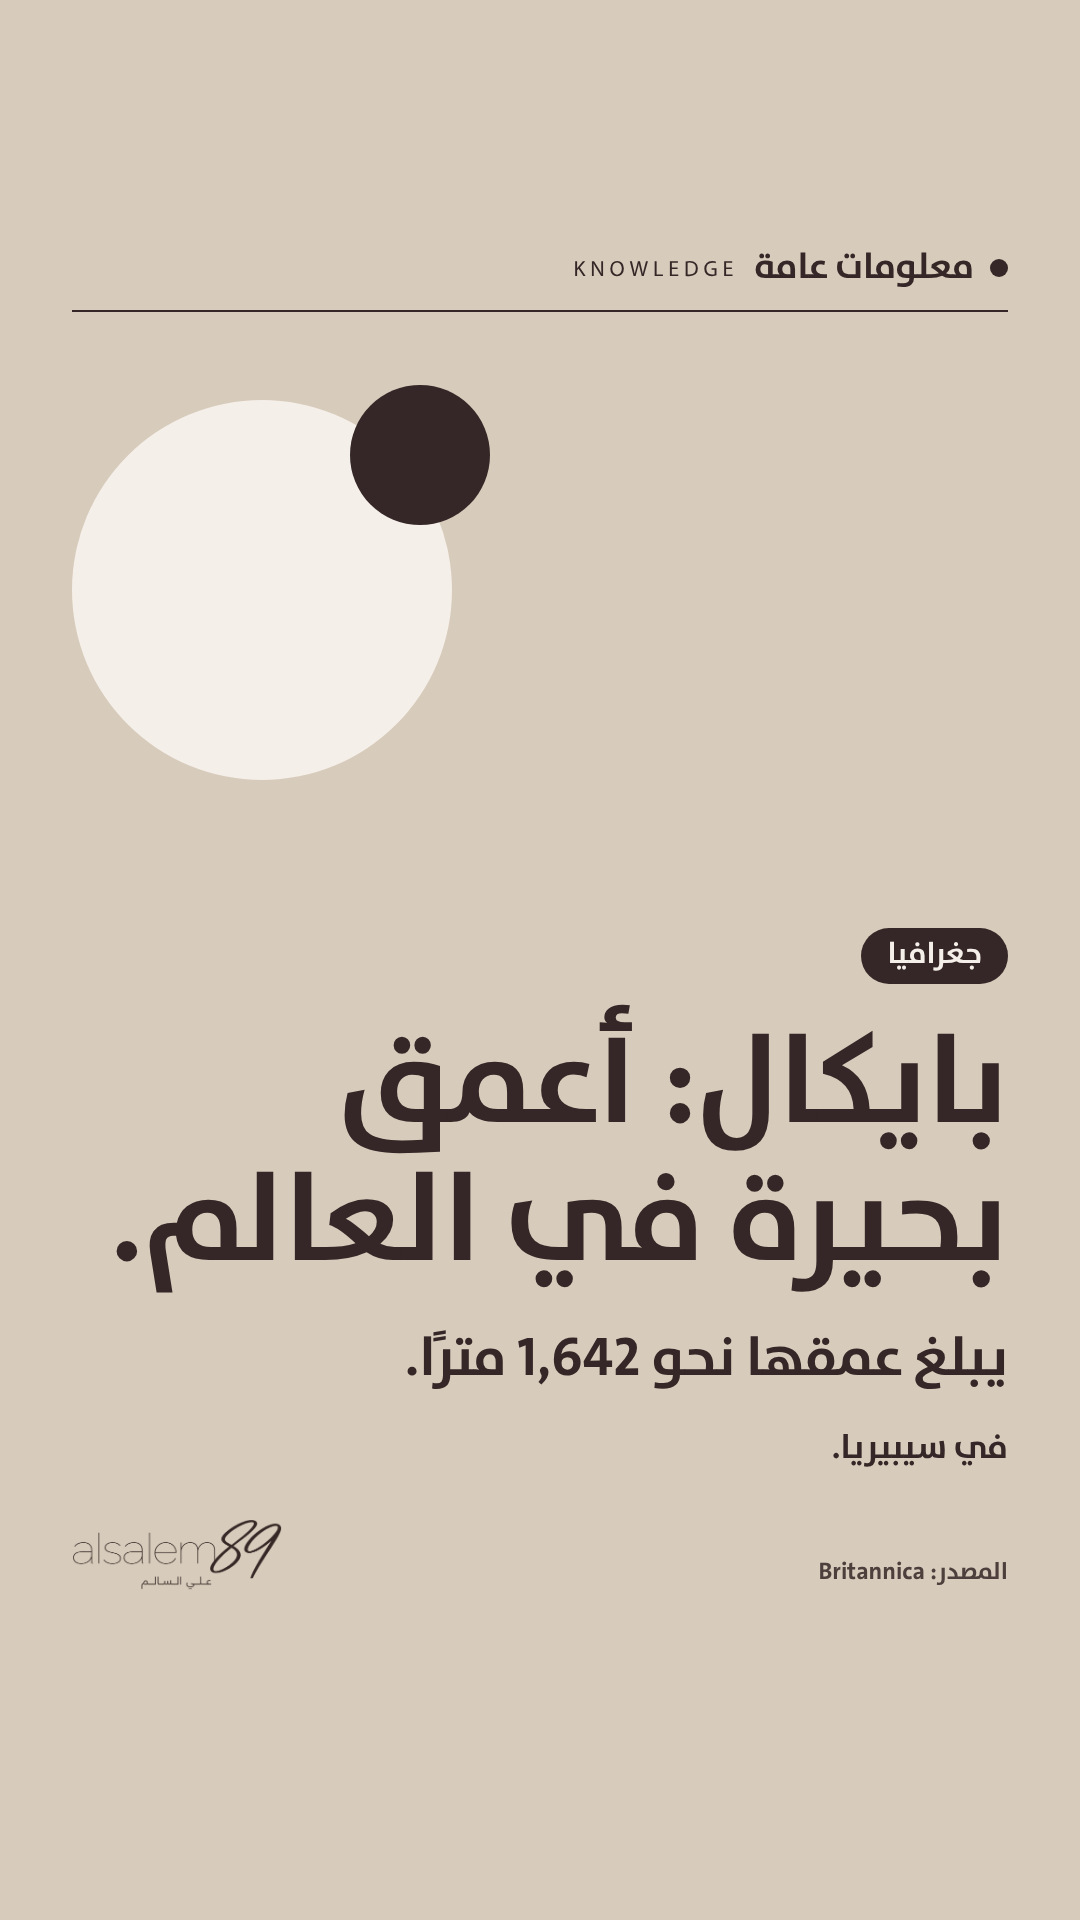 معلومات عامة KNOWLEDGE
جغرافيا
بايكال: أعمق
بحيرة في العالم.
يبلغ عمقها نحو 1,642 مترًا.
في سيبيريا.
المصدر: Britannica
alsalem89
علي السالم